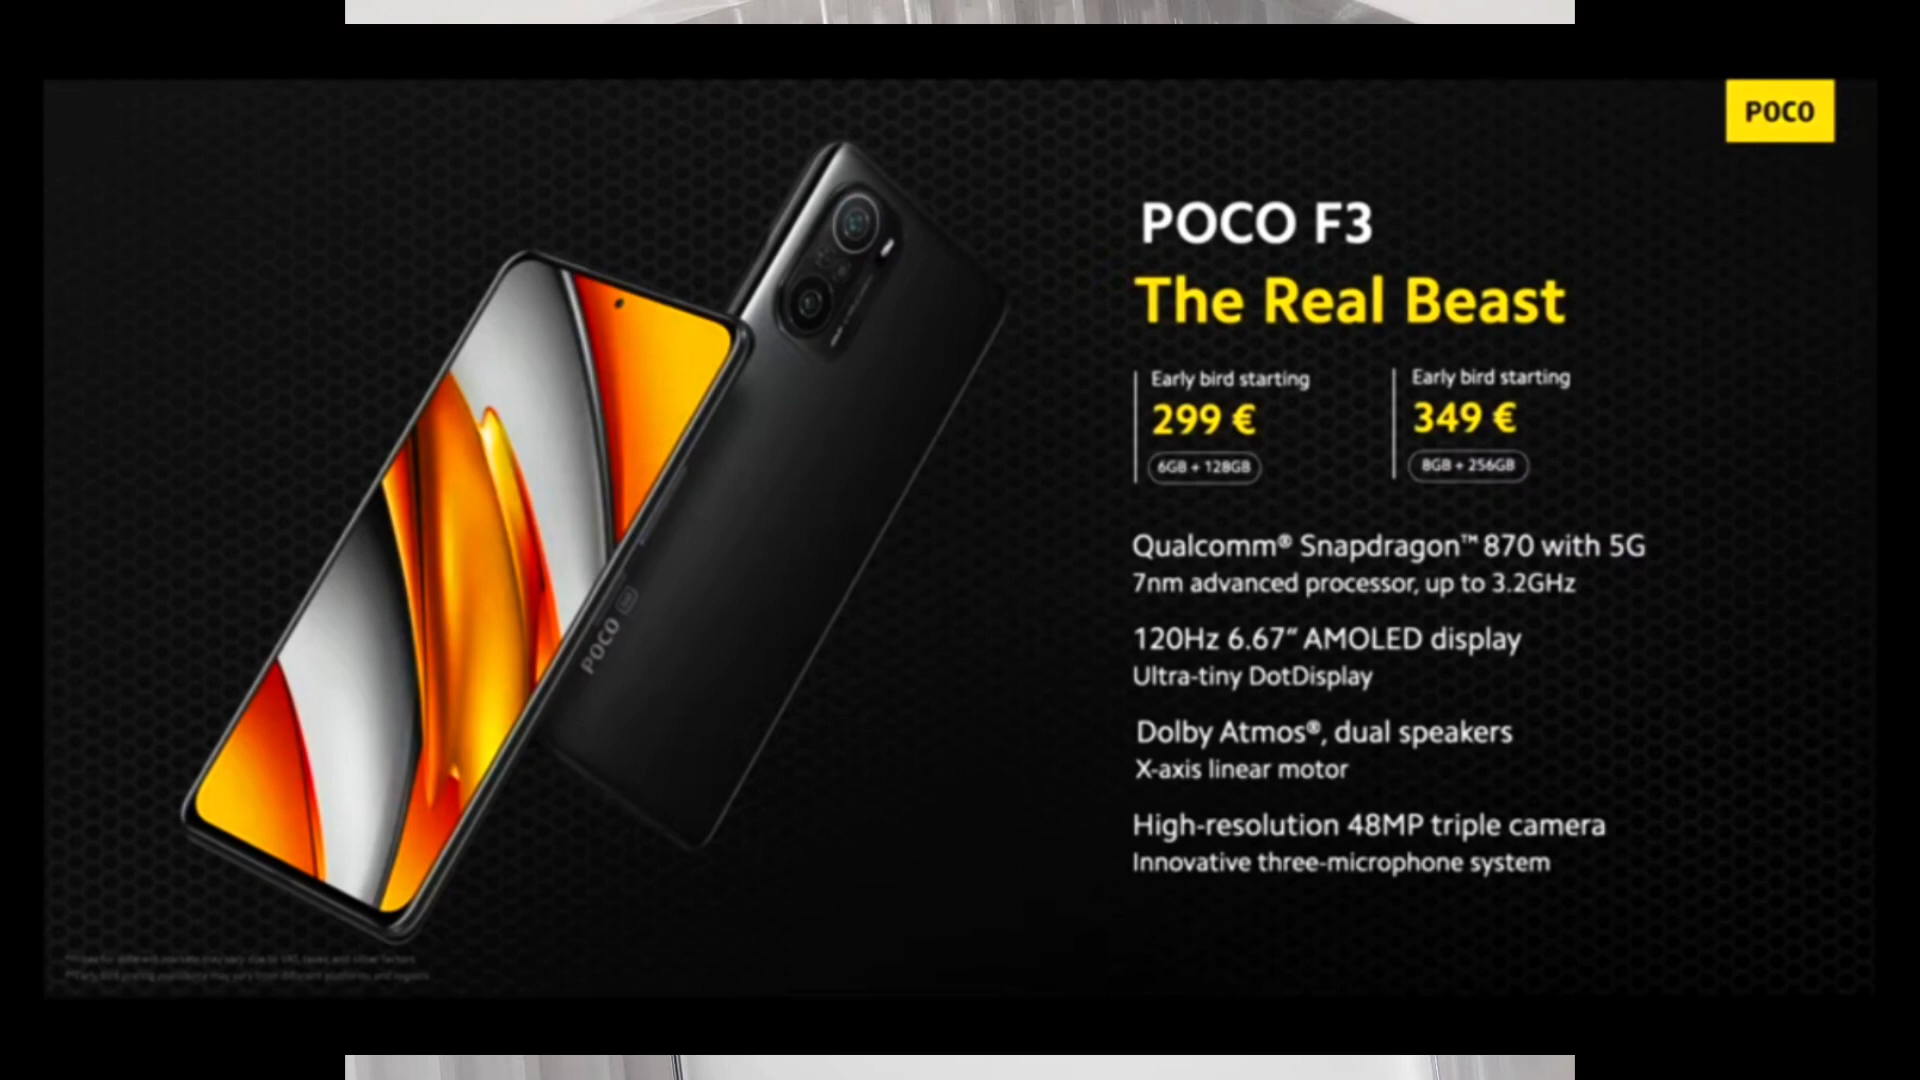 POCO
POCO F3
The Real Beast
Early bird starting
299 €
6GB + 128GB
Early bird starting
349 €
8GB + 256GB
Qualcomm® Snapdragon™ 870 with 5G
7nm advanced processor, up to 3.2GHz
120Hz 6.67” AMOLED display
Ultra-tiny DotDisplay
Dolby Atmos®, dual speakers
X-axis linear motor
High-resolution 48MP triple camera
Innovative three-microphone system
POCO 5G